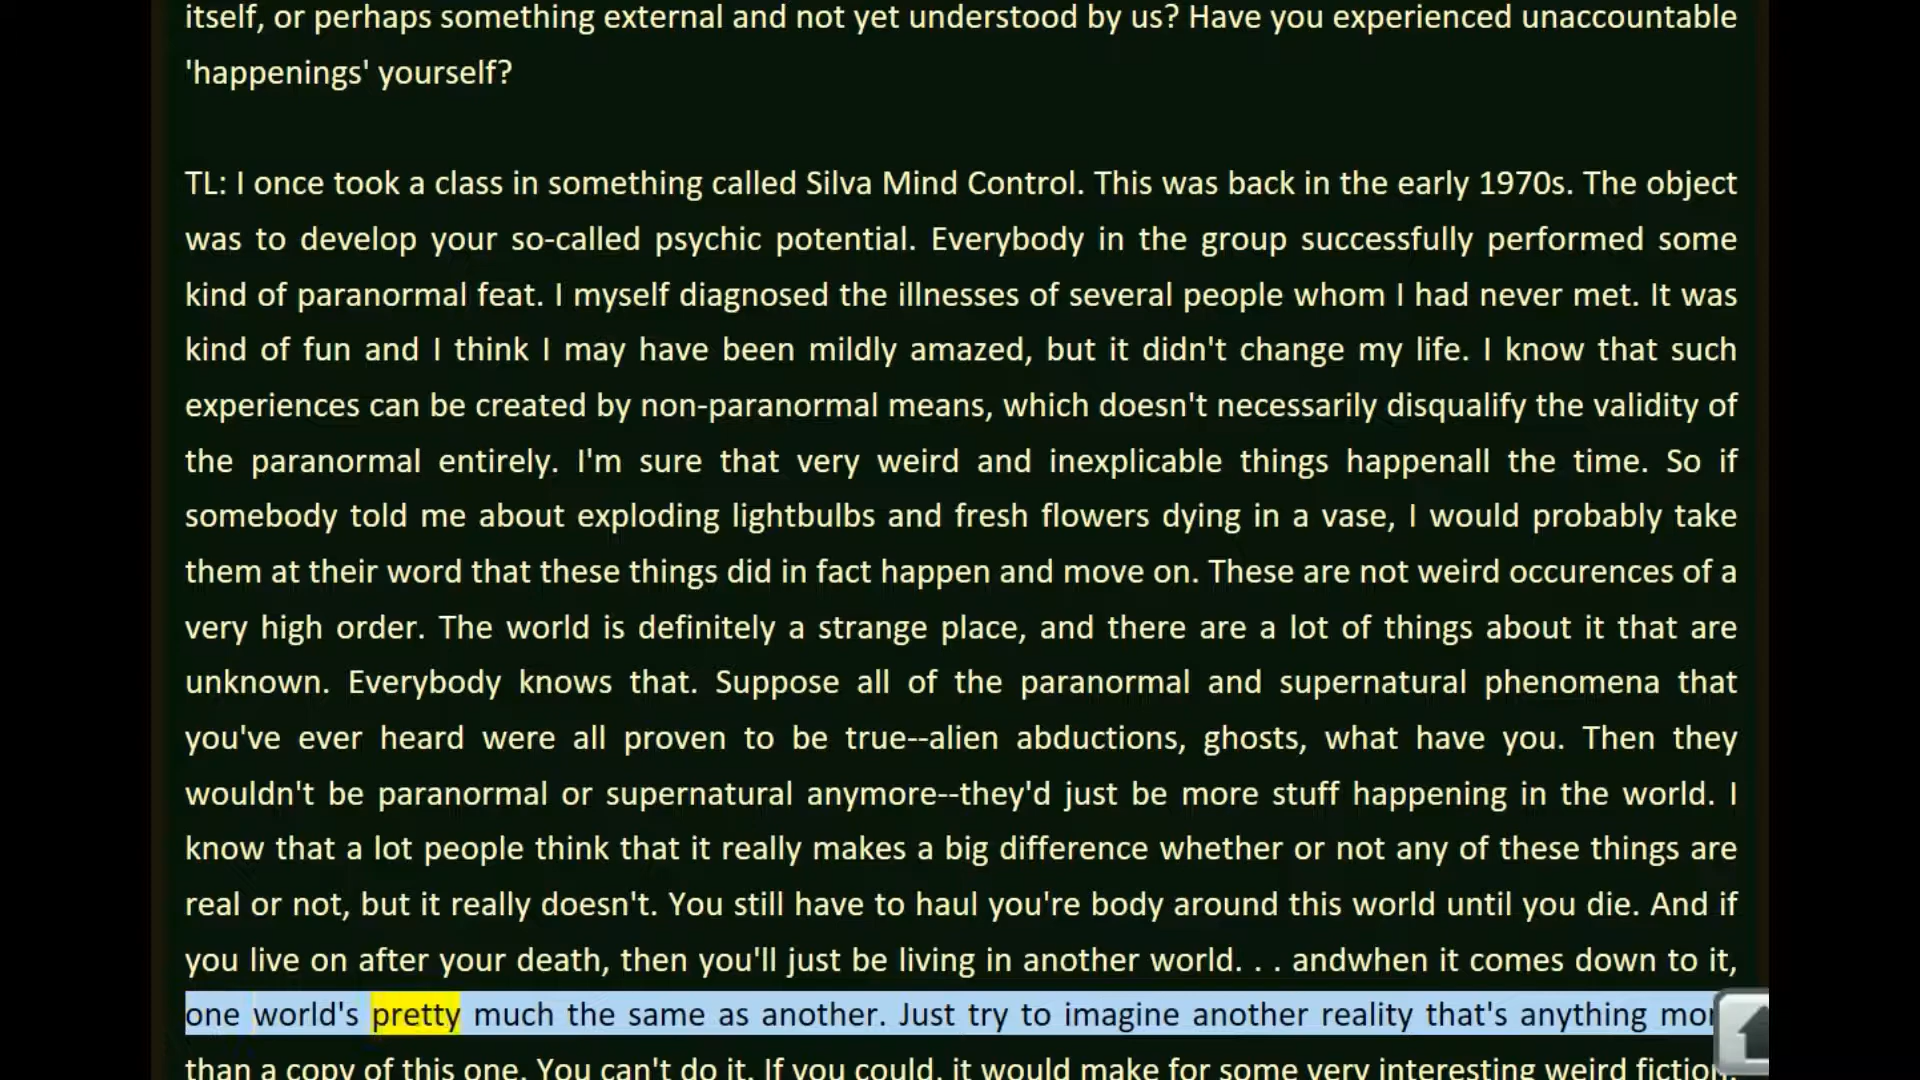 itself, or perhaps something external and not yet understood by us? Have you experienced unaccountable
'happenings' yourself?
TL: I once took a class in something called Silva Mind Control. This was back in the early 1970s. The object
was to develop your so-called psychic potential. Everybody in the group successfully performed some
kind of paranormal feat. I myself diagnosed the illnesses of several people whom I had never met. It was
kind of fun and I think I may have been mildly amazed, but it didn't change my life. I know that such
experiences can be created by non-paranormal means, which doesn't necessarily disqualify the validity of
the paranormal entirely. I'm sure that very weird and inexplicable things happenall the time. So if
somebody told me about exploding lightbulbs and fresh flowers dying in a vase, I would probably take
them at their word that these things did in fact happen and move on. These are not weird occurences of a
very high order. The world is definitely a strange place, and there are a lot of things about it that are
unknown. Everybody knows that. Suppose all of the paranormal and supernatural phenomena that
you've ever heard were all proven to be true--alien abductions, ghosts, what have you. Then they
wouldn't be paranormal or supernatural anymore--they'd just be more stuff happening in the world. I
know that a lot people think that it really makes a big difference whether or not any of these things are
real or not, but it really doesn't. You still have to haul you're body around this world until you die. And if
you live on after your death, then you'll just be living in another world. . . andwhen it comes down to it,
one world's pretty much the same as another. Just try to imagine another reality that's anything mor
than a copy of this one. You can't do it. If you could, it would make for some very interesting weird fiction.